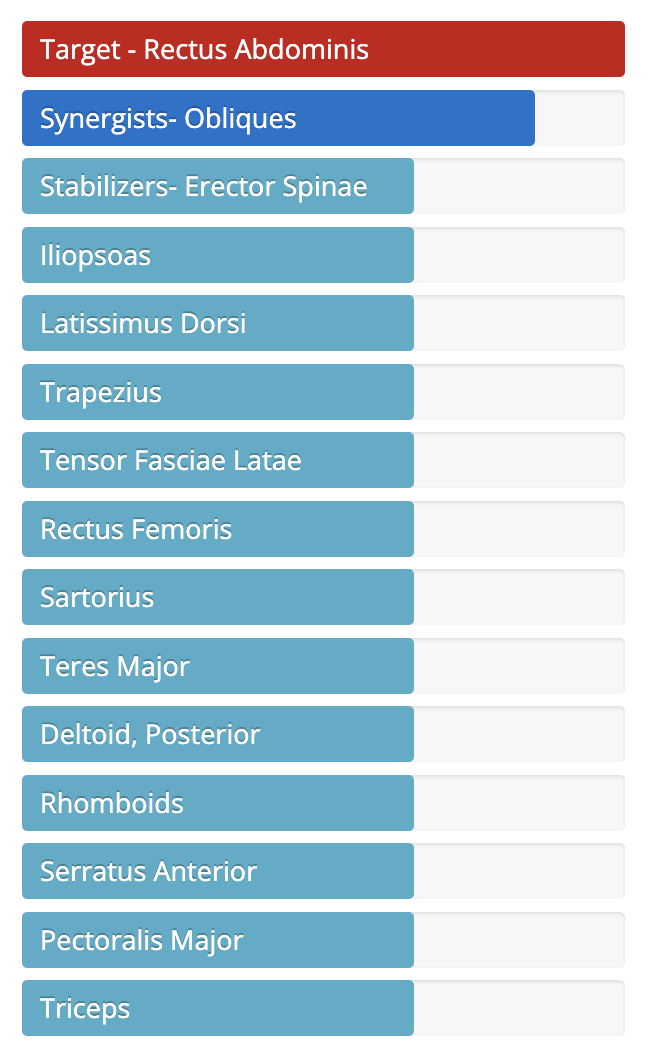 Target - Rectus Abdominis
Synergists- Obliques
Stabilizers- Erector Spinae
Iliopsoas
Latissimus Dorsi
Trapezius
Tensor Fasciae Latae
Rectus Femoris
Sartorius
Teres Major
Deltoid, Posterior
Rhomboids
Serratus Anterior
Pectoralis Major
Triceps